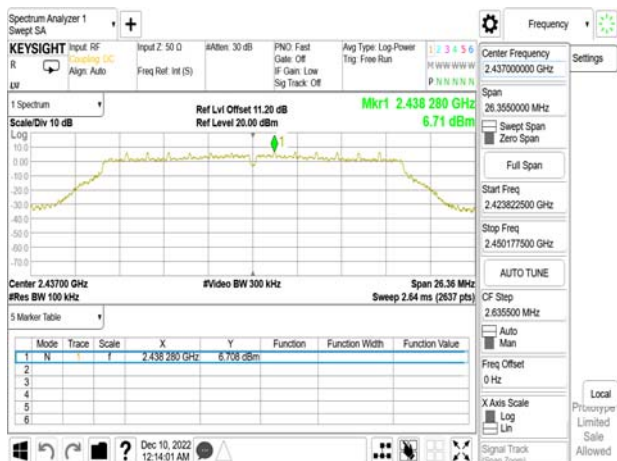 Spectrum Analyzer 1
Swept SA
+
Frequency
KEYSIGHT
R
LVI
Input: RF
Coupling: DC
Align: Auto
Input Z: 50 Ω
Freq Ref: Int (S)
#Atten: 30 dB
PNO: Fast
Gate: Off
IF Gain: Low
Sig Track: Off
Avg Type: Log-Power
Trig: Free Run
1 2 3 4 5 6
M W W W W W
P N N N N N
1 Spectrum
Scale/Div 10 dB
Ref Lvl Offset 11.20 dB
Ref Level 20.00 dBm
Mkr1 2.438 280 GHz
6.71 dBm
Log
10.0
0.00
-10.0
-20.0
-30.0
-40.0
-50.0
-60.0
-70.0
1
Center 2.43700 GHz
#Res BW 100 kHz
#Video BW 300 kHz
Span 26.36 MHz
Sweep 2.64 ms (2637 pts)
5 Marker Table
Mode Trace Scale X Y Function Function Width Function Value
1 N 1 f 2.438 280 GHz 6.708 dBm
2
3
4
5
6
?
Dec 10, 2022
12:14:01 AM
Center Frequency
2.437000000 GHz
Settings
Span
26.3550000 MHz
Swept Span
Zero Span
Full Span
Start Freq
2.423822500 GHz
Stop Freq
2.450177500 GHz
AUTO TUNE
CF Step
2.635500 MHz
Auto
Man
Freq Offset
0 Hz
X Axis Scale
Log
Lin
Signal Track
(Span Zoom)
Local
Prototype
Limited
Sale
Allowed